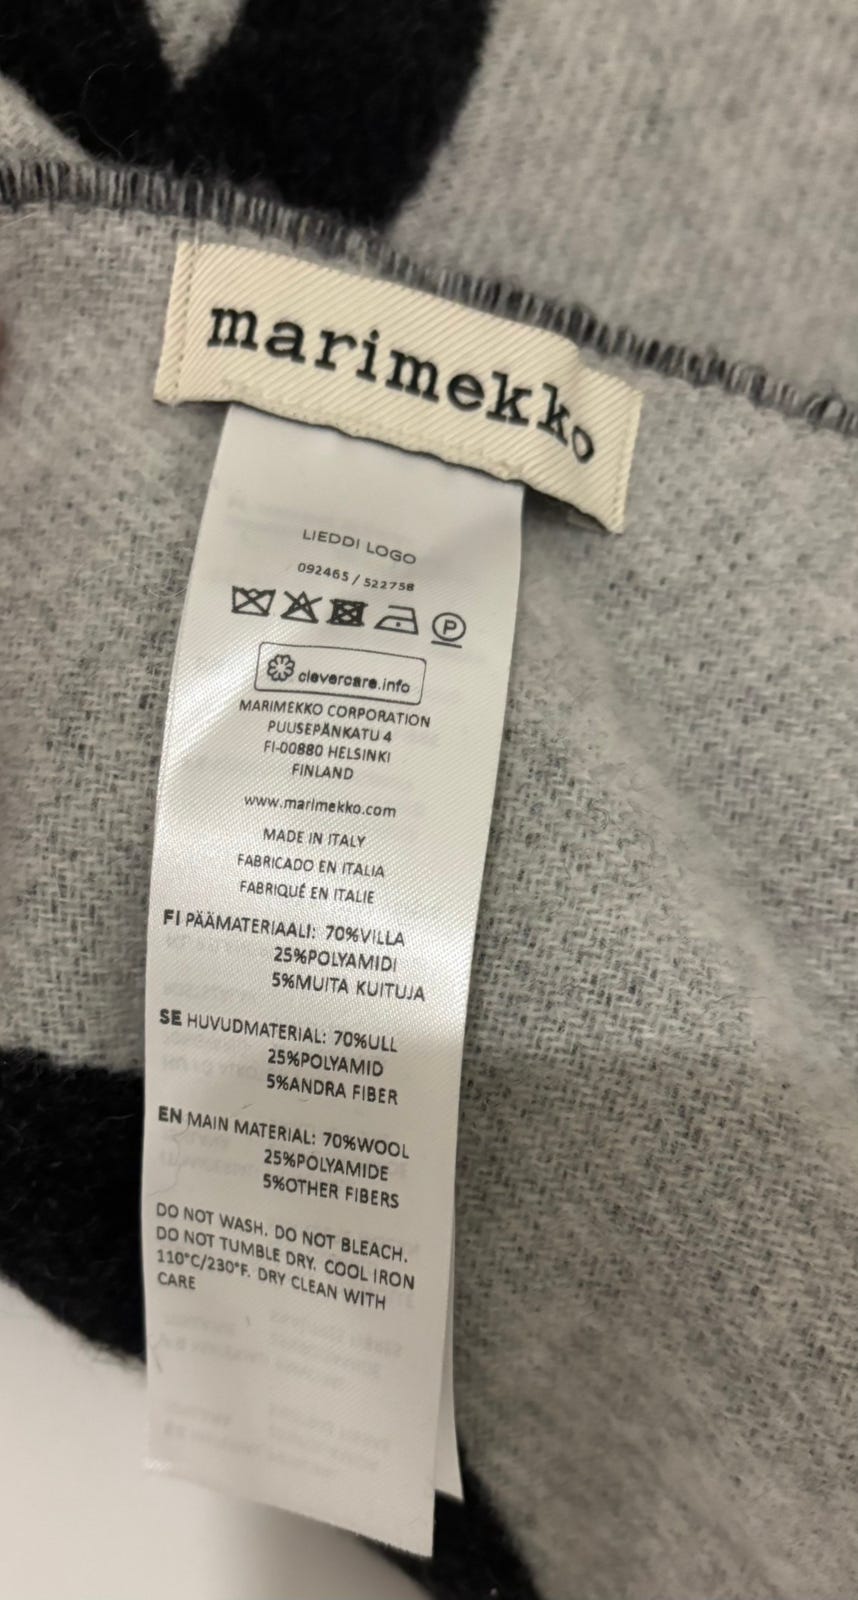 marimekko
LIEDDI LOGO
092465 / 522758
P
clevercare.info
MARIMEKKO CORPORATION
PUUSEPÄNKATU 4
FI-00880 HELSINKI
FINLAND
www.marimekko.com
MADE IN ITALY
FABRICADO EN ITALIA
FABRIQUÉ EN ITALIE
FI PÄÄMATERIAALI: 70%VILLA
25%POLYAMIDI
5%MUITA KUITUJA
SE HUVUDMATERIAL: 70%ULL
25%POLYAMID
5%ANDRA FIBER
EN MAIN MATERIAL: 70%WOOL
25%POLYAMIDE
5%OTHER FIBERS
DO NOT WASH. DO NOT BLEACH.
DO NOT TUMBLE DRY. COOL IRON
110°C/230°F. DRY CLEAN WITH
CARE